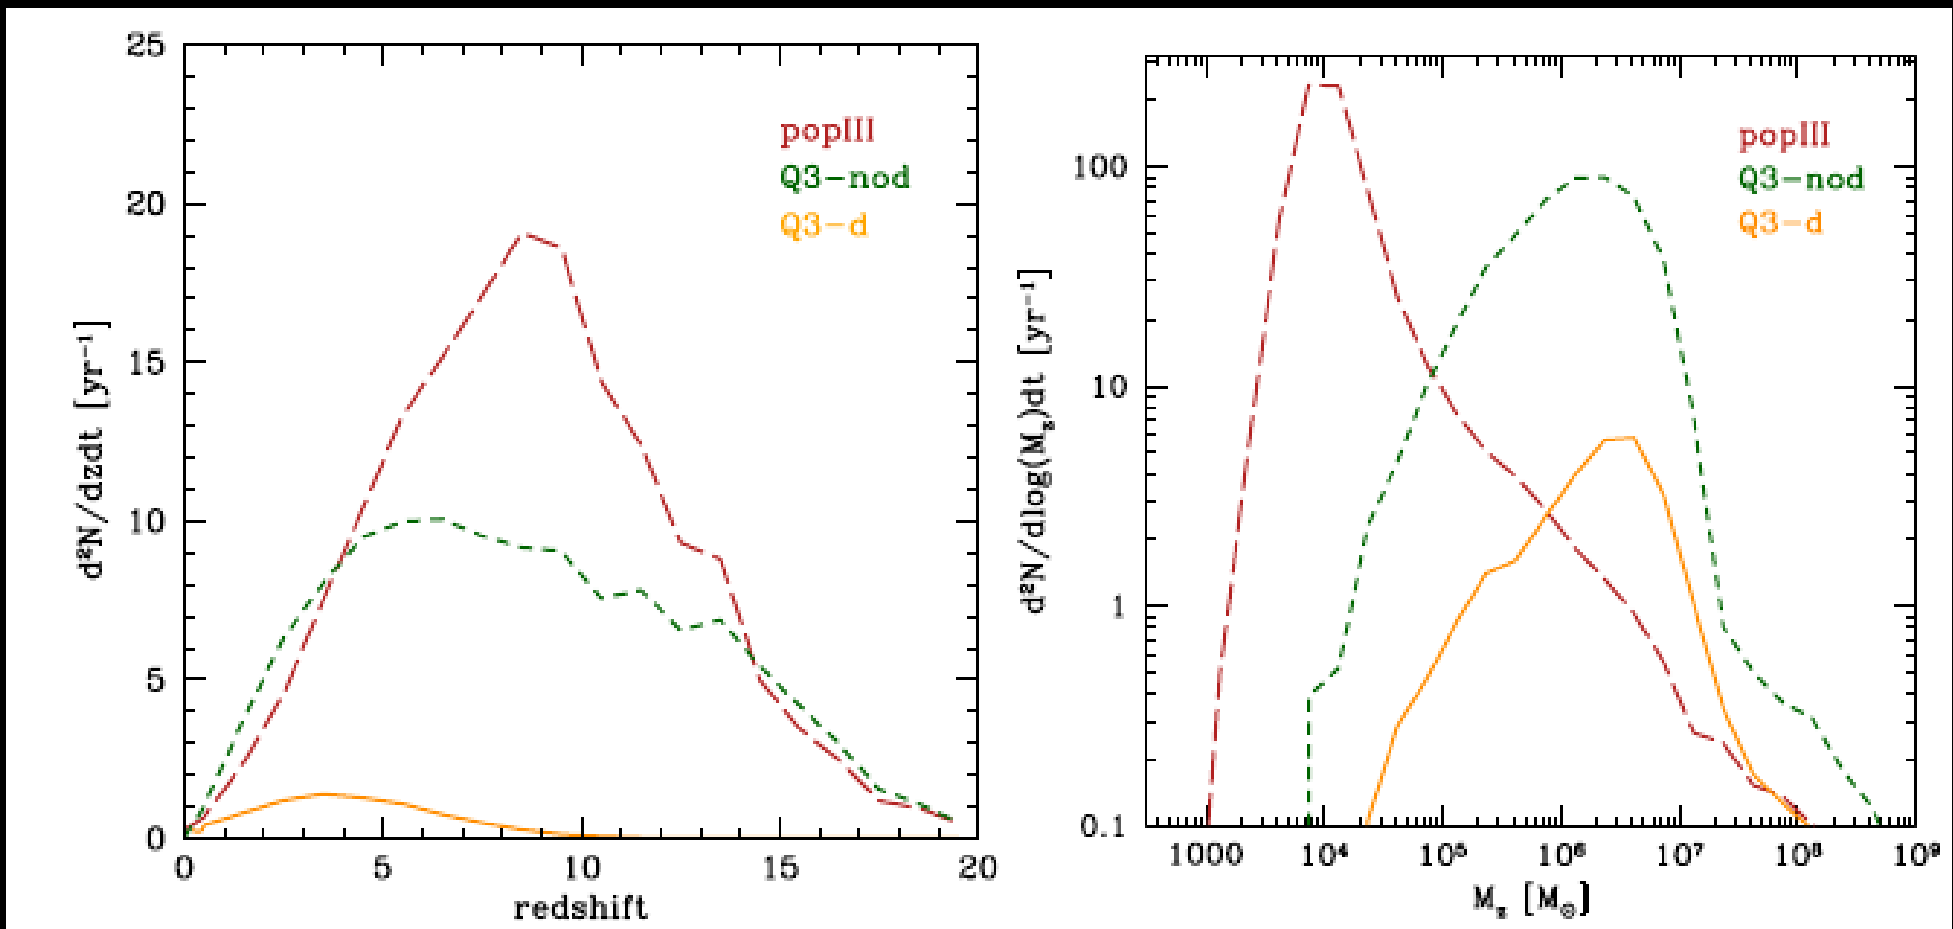 25
20
15
10
5
0
0 5 10 15 20
redshift
d²N/dzdt [yr⁻¹]
popIII
Q3-nod
Q3-d
100
10
1
0.1
1000 10⁴ 10⁵ 10⁶ 10⁷ 10⁸ 10⁹
M_z [M_⊙]
d²N/dlog(M_z)dt [yr⁻¹]
popIII
Q3-nod
Q3-d